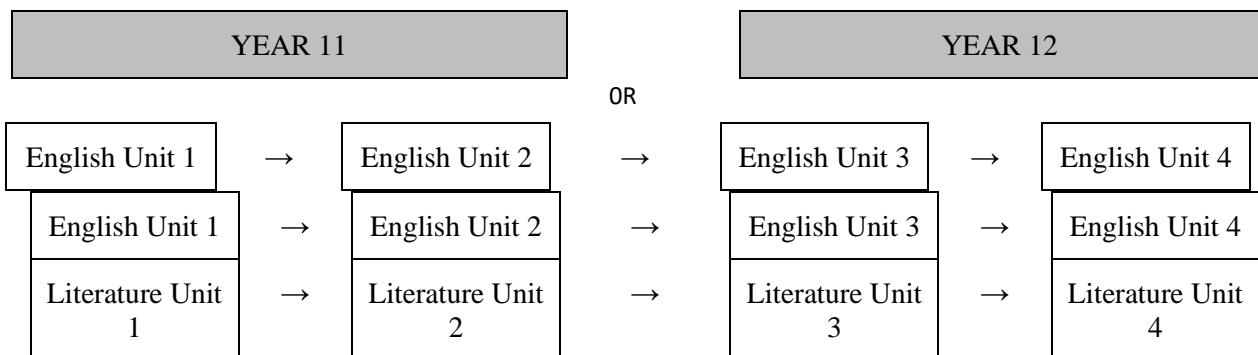 YEAR 11 YEAR 12
OR
English Unit 1 → English Unit 2 → English Unit 3 → English Unit 4
English Unit 1 → English Unit 2 → English Unit 3 → English Unit 4
Literature Unit → Literature Unit → Literature Unit → Literature Unit
1 2 3 4